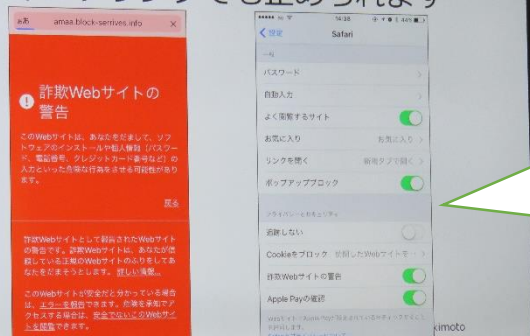 でも止められます
ぁあ amaa.block-serrives.info ×
詐欺Webサイトの
警告
このWebサイトは、あなたをだまして、ソフ
トウェアのインストールや個人情報（パスワー
ド、電話番号、クレジットカード番号など）の
入力といった危険な行為をさせる可能性があり
ます。
戻る
詐欺Webサイトとして報告されたWebサイト
の警告です。詐欺Webサイトは、あなたが信
頼している正規のWebサイトのふりをしてあ
なたをだまそうとします。詳しい情報...
このWebサイトが安全だと分かっている場合
は、エラーを報告できます。危険を承知でア
クセスする場合は、安全でないこのWebサイ
トを閲覧できます。
14:38 44%
設定 Safari
一般
パスワード
自動入力
よく閲覧するサイト
お気に入り お気に入り
リンクを開く 新規タブで開く
ポップアップブロック
プライバシーとセキュリティ
追跡しない
Cookieをブロック 訪問したWebサイトを…
詐欺Webサイトの警告
Apple Payの確認
kimoto